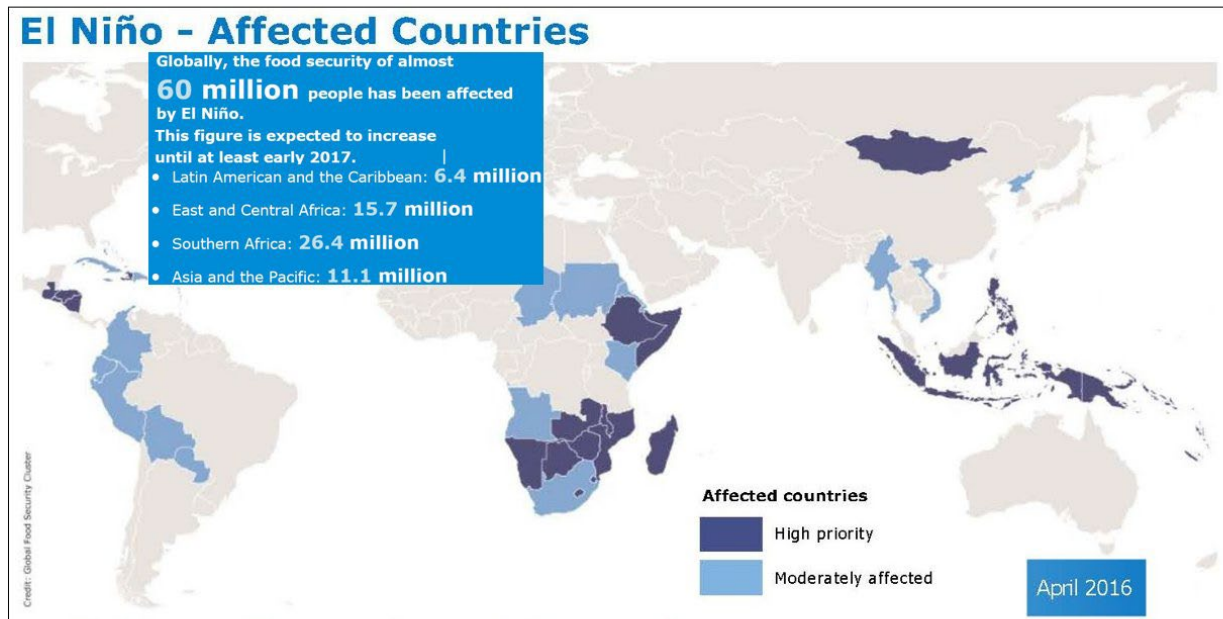 El Niño - Affected Countries
Globally, the food security of almost
60 million people has been affected
by El Niño.
This figure is expected to increase
until at least early 2017.
• Latin American and the Caribbean: 6.4 million
• East and Central Africa: 15.7 million
• Southern Africa: 26.4 million
• Asia and the Pacific: 11.1 million
Affected countries
High priority
Moderately affected
April 2016
Credit: Global Food Security Cluster